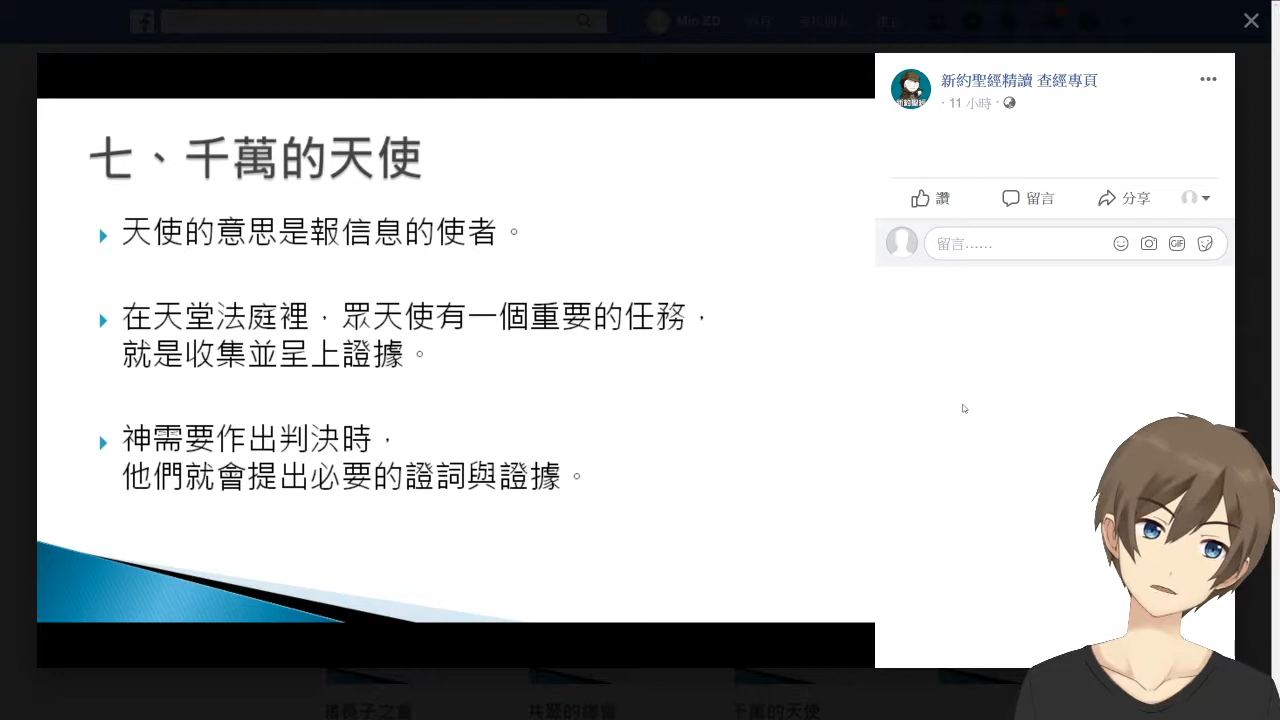 Min ED
七、千萬的天使
天使的意思是報信息的使者。
在天堂法庭裡，眾天使有一個重要的任務，
就是收集並呈上證據。
神需要作出判決時，
他們就會提出必要的證詞與證據。
新約聖經精讀 查經專頁
· 11 小時 ·
讚
留言
分享
留言......
GIF
千萬的天使